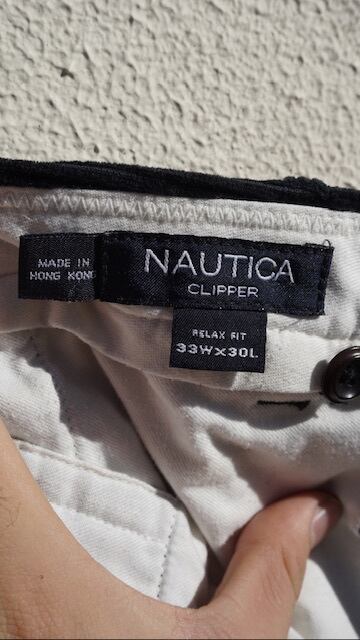 MADE IN
HONG KONG
NAUTICA
CLIPPER
RELAX FIT
33W×30L